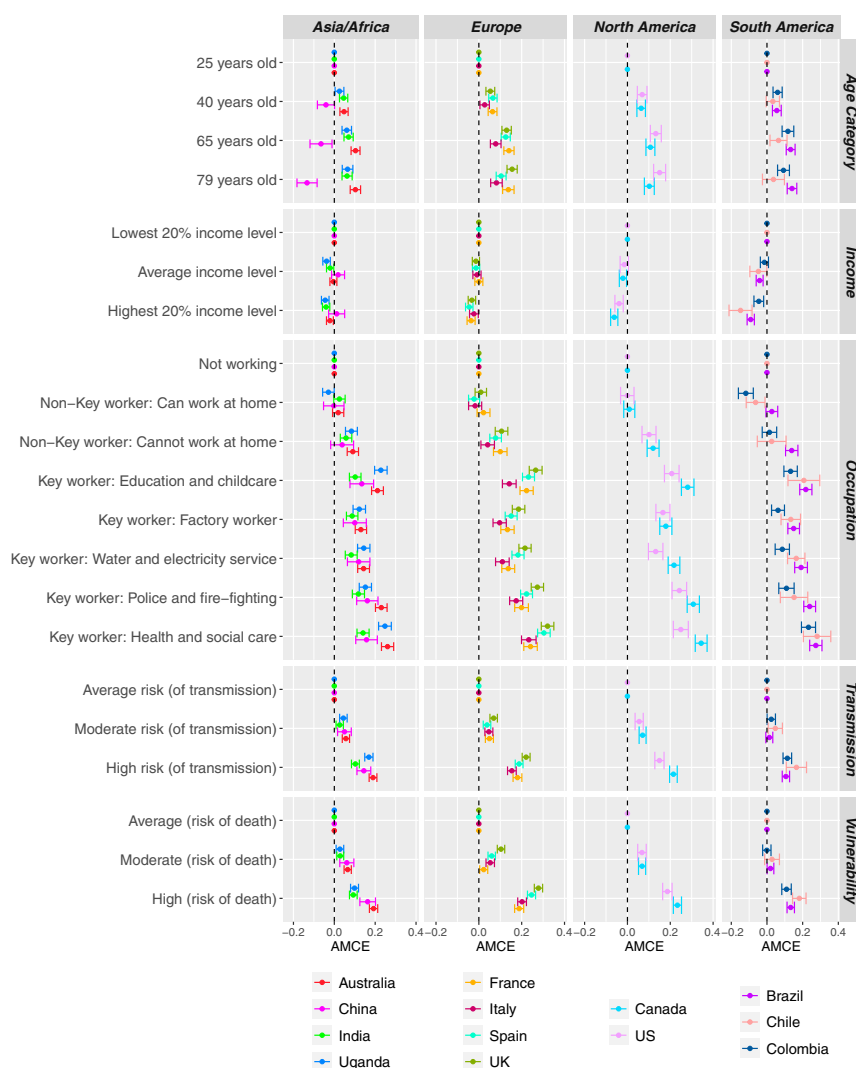 Asia/Africa Europe North America South America
25 years old
40 years old
65 years old
79 years old
Age Category
Lowest 20% income level
Average income level
Highest 20% income level
Income
Not working
Non−Key worker: Can work at home
Non−Key worker: Cannot work at home
Key worker: Education and childcare
Key worker: Factory worker
Key worker: Water and electricity service
Key worker: Police and fire−fighting
Key worker: Health and social care
Occupation
Average risk (of transmission)
Moderate risk (of transmission)
High risk (of transmission)
Transmission
Average (risk of death)
Moderate (risk of death)
High (risk of death)
Vulnerability
−0.2 0.0 0.2 0.4 −0.2 0.0 0.2 0.4 −0.2 0.0 0.2 0.4 −0.2 0.0 0.2 0.4
AMCE AMCE AMCE AMCE
Australia
China
India
Uganda
France
Italy
Spain
UK
Canada
US
Brazil
Chile
Colombia